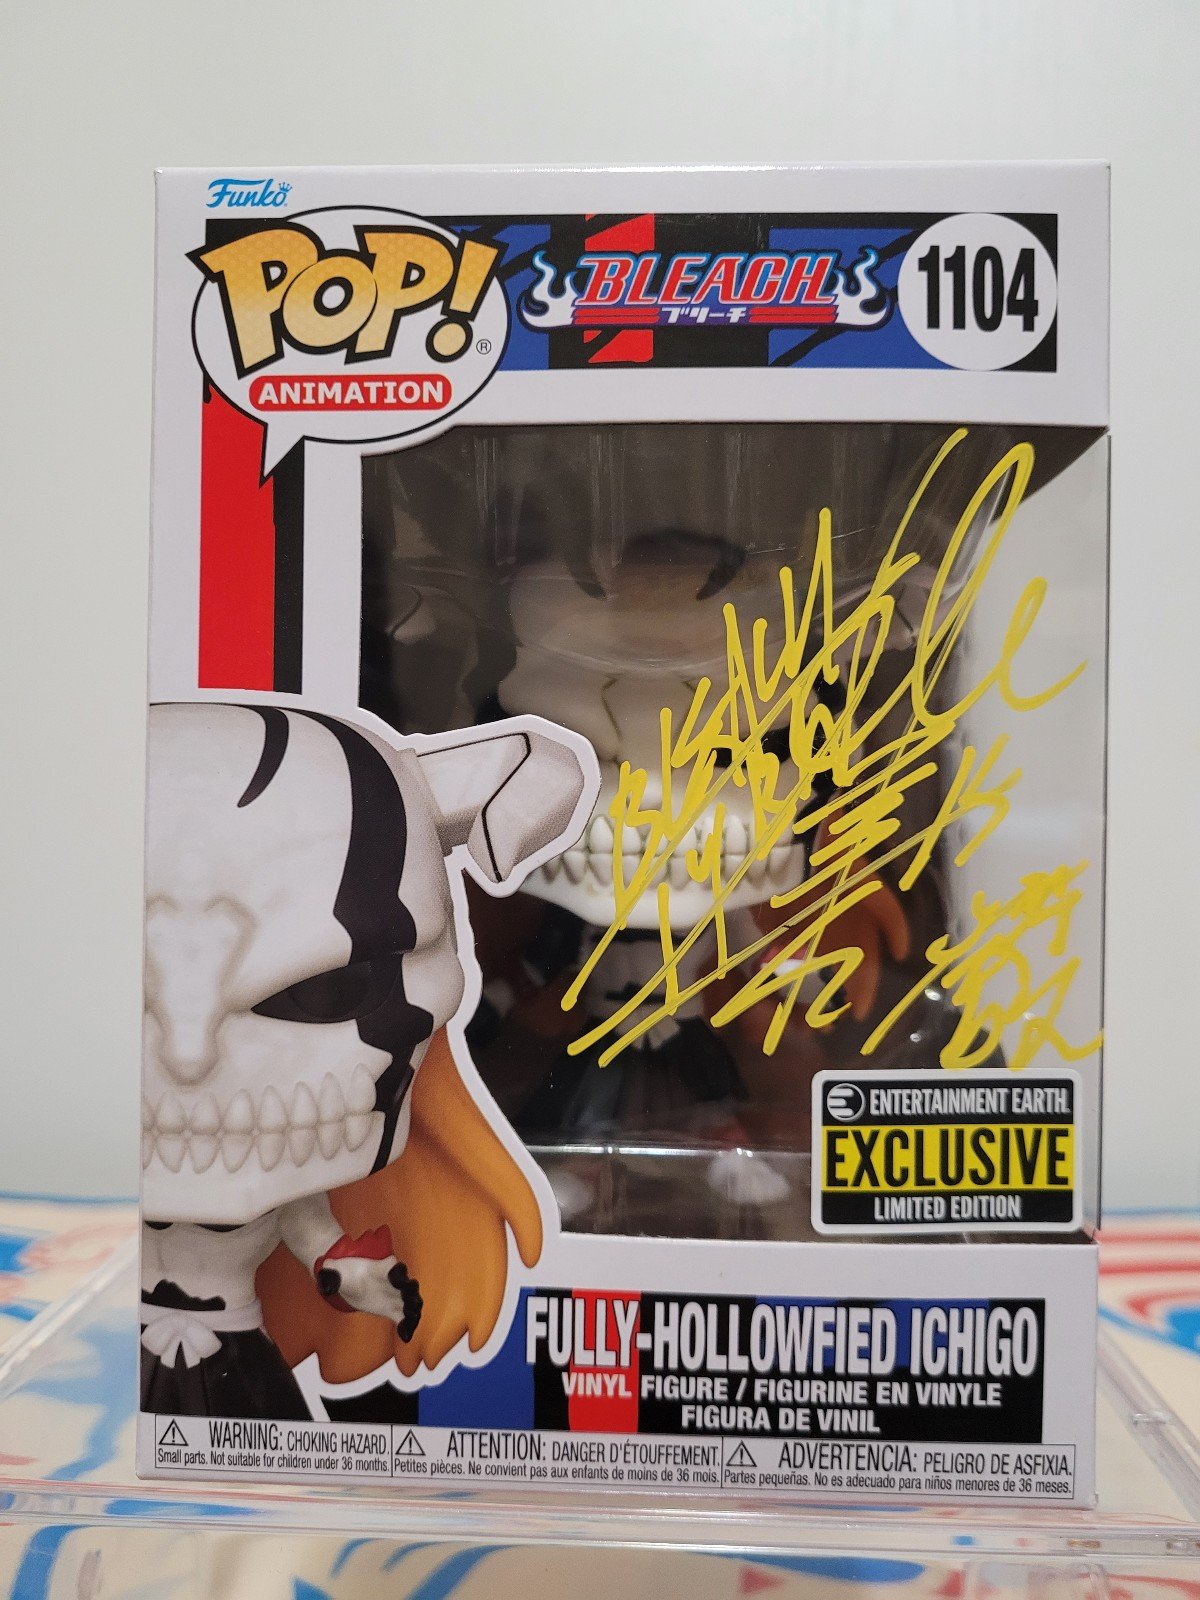 Funko
POP!®
ANIMATION
BLEACH
ブリーチ
1104
ENTERTAINMENT EARTH
EXCLUSIVE
LIMITED EDITION
FULLY-HOLLOWFIED ICHIGO
VINYL FIGURE / FIGURINE EN VINYLE
FIGURA DE VINIL
WARNING: CHOKING HAZARD.
Small parts. Not suitable for children under 36 months.
ATTENTION: DANGER D'ÉTOUFFEMENT.
Petites pièces. Ne convient pas aux enfants de moins de 36 mois.
ADVERTENCIA: PELIGRO DE ASFIXIA.
Partes pequeñas. No es adecuado para niños menores de 36 meses.